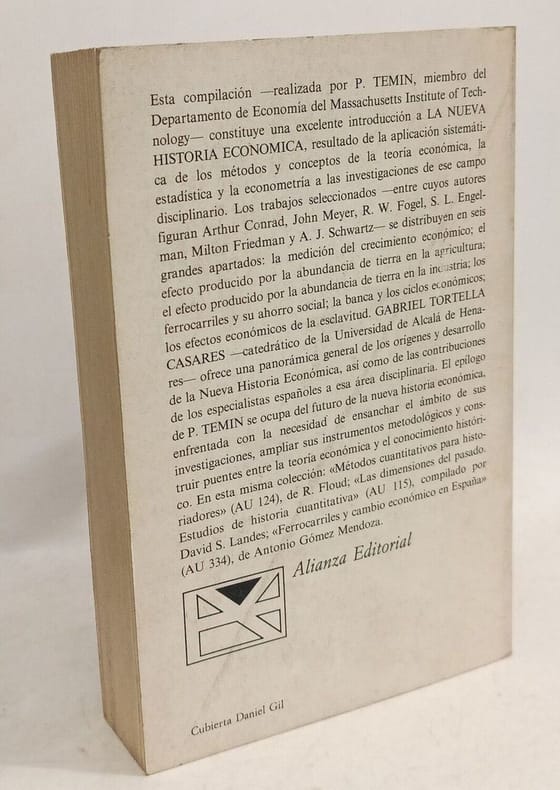 Esta compilación —realizada por P. TEMIN, miembro del
Departamento de Economía del Massachusetts Institute of Tech-
nology— constituye una excelente introducción a LA NUEVA
HISTORIA ECONOMICA, resultado de la aplicación sistemáti-
ca de los métodos y conceptos de la teoría económica, la
estadística y la econometría a las investigaciones de ese campo
disciplinario. Los trabajos seleccionados —entre cuyos autores
figuran Arthur Conrad, John Meyer, R. W. Fogel, S. L. Engel-
man, Milton Friedman y A. J. Schwartz— se distribuyen en seis
grandes apartados: la medición del crecimiento económico; el
efecto producido por la abundancia de tierra en la agricultura;
el efecto producido por la abundancia de tierra en la industria; los
ferrocarriles y su ahorro social; la banca y los ciclos económicos;
los efectos económicos de la esclavitud. GABRIEL TORTELLA
CASARES —catedrático de la Universidad de Alcalá de Hena-
res— ofrece una panorámica general de los orígenes y desarrollo
de la Nueva Historia Económica, así como de las contribuciones
de los especialistas españoles a esa área disciplinaria. El epílogo
de P. TEMIN se ocupa del futuro de la nueva historia económica,
enfrentada con la necesidad de ensanchar el ámbito de sus
investigaciones, ampliar sus instrumentos metodológicos y cons-
truir puentes entre la teoría económica y el conocimiento históri-
co. En esta misma colección: «Métodos cuantitativos para histo-
riadores» (AU 124), de R. Floud; «Las dimensiones del pasado.
Estudios de historia cuantitativa» (AU 115), compilado por
David S. Landes; «Ferrocarriles y cambio económico en España»
(AU 334), de Antonio Gómez Mendoza.
Alianza Editorial
Cubierta Daniel Gil